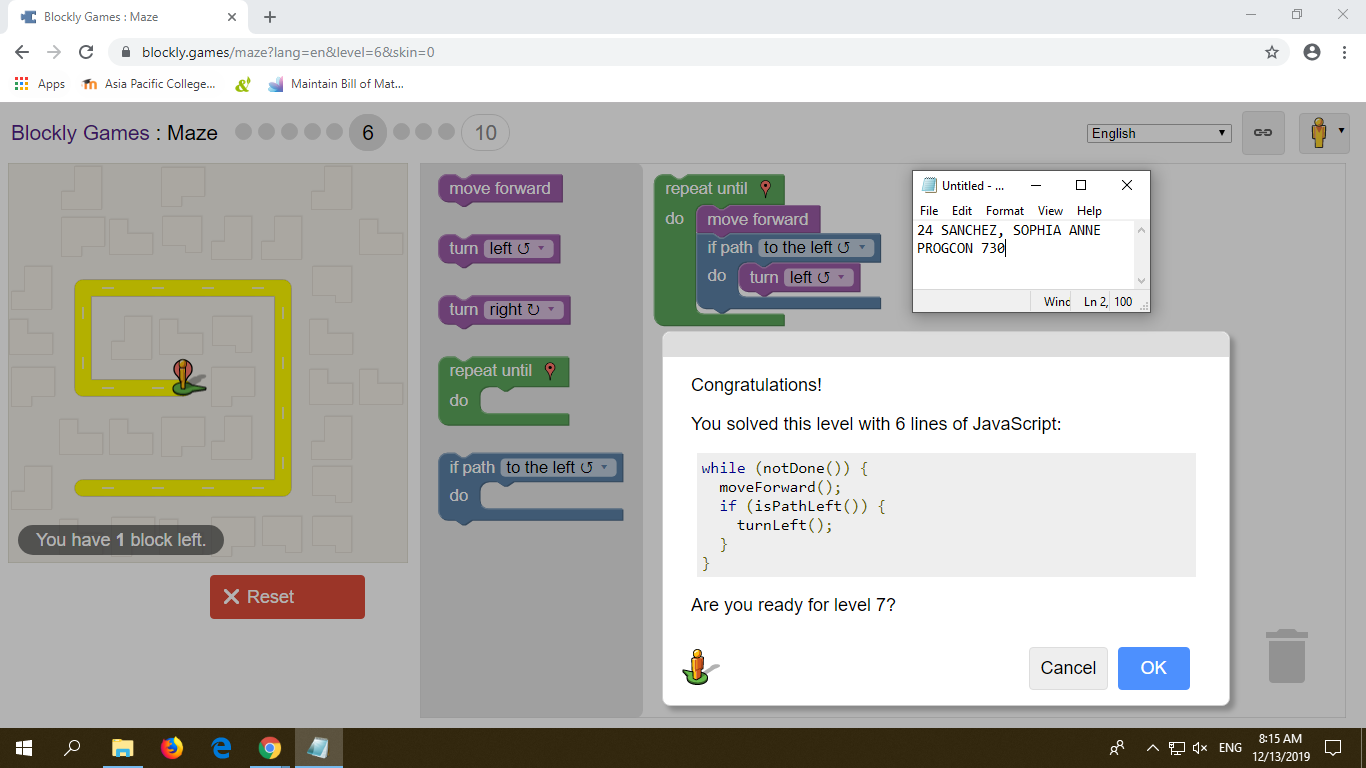 Blockly Games : Maze
blockly.games/maze?lang=en&level=6&skin=0
Apps
Asia Pacific College...
Maintain Bill of Mat...
Blockly Games : Maze
6
10
English
move forward
turn left ↺
turn right ↻
repeat until
do
if path to the left ↺
do
repeat until
do
move forward
if path to the left ↺
do
turn left ↺
Untitled - ...
File Edit Format View Help
24 SANCHEZ, SOPHIA ANNE
PROGCON 730
Winc Ln 2, 100
You have 1 block left.
Reset
Congratulations!
You solved this level with 6 lines of JavaScript:
while (notDone()) {
moveForward();
if (isPathLeft()) {
turnLeft();
}
}
Are you ready for level 7?
Cancel
OK
ENG
8:15 AM
12/13/2019